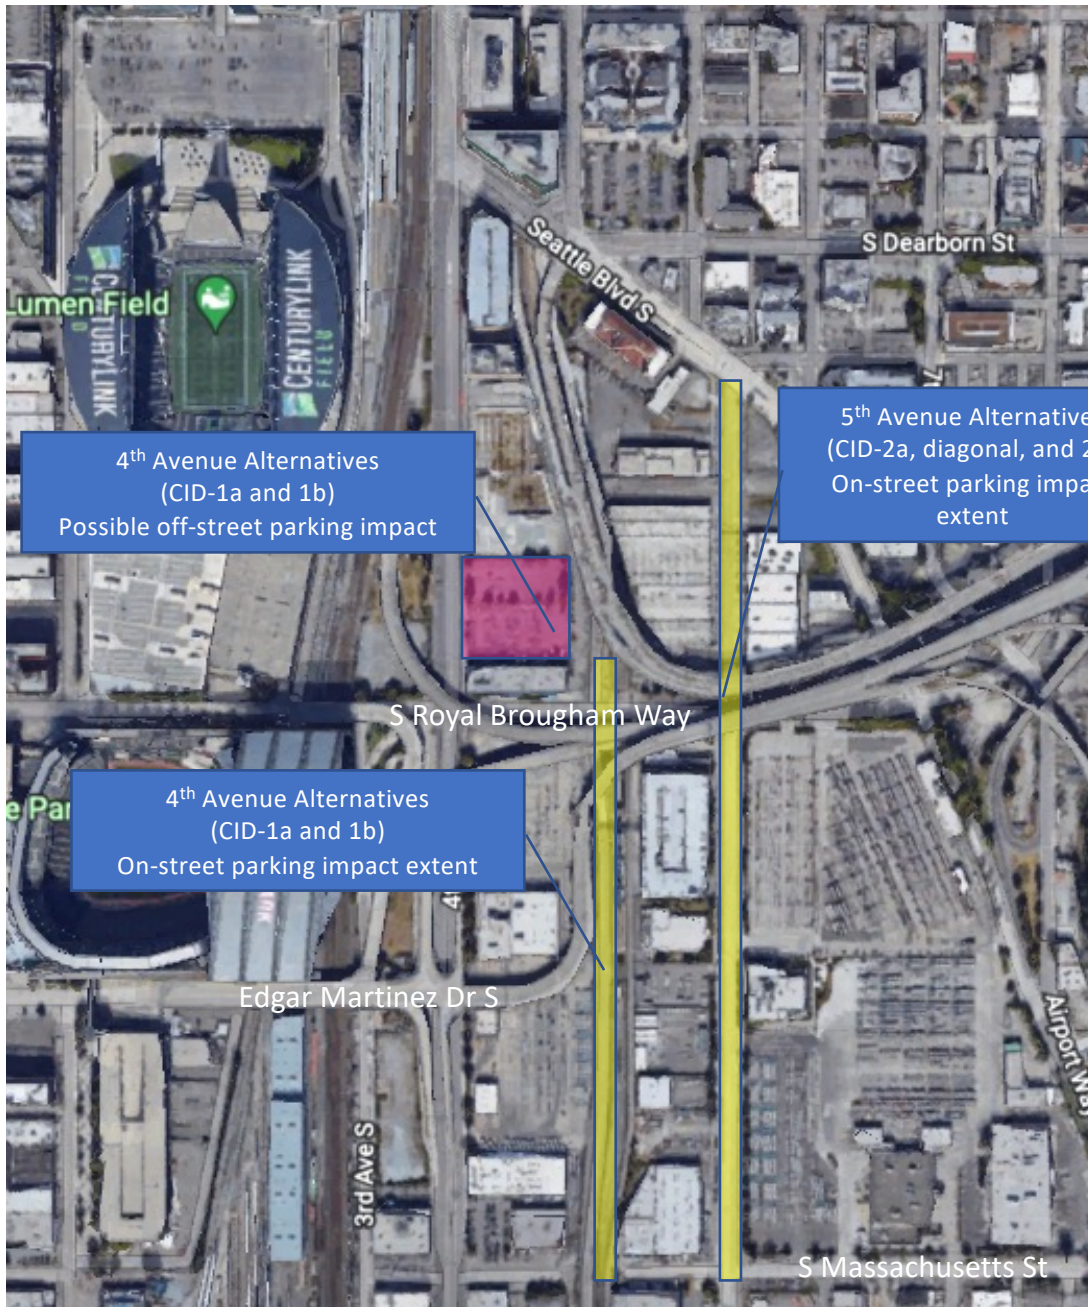 Seattle Blvd S
S Dearborn St
Lumen Field
CENTURYLINK
FIELD
CENTURYLINK
FIELD
4th Avenue Alternatives
(CID-1a and 1b)
Possible off-street parking impact
5th Avenue Alternative
(CID-2a, diagonal, and 2
On-street parking impa
extent
S Royal Brougham Way
e Par
4th Avenue Alternatives
(CID-1a and 1b)
On-street parking impact extent
Edgar Martinez Dr S
Airport Way
3rd Ave S
S Massachusetts St